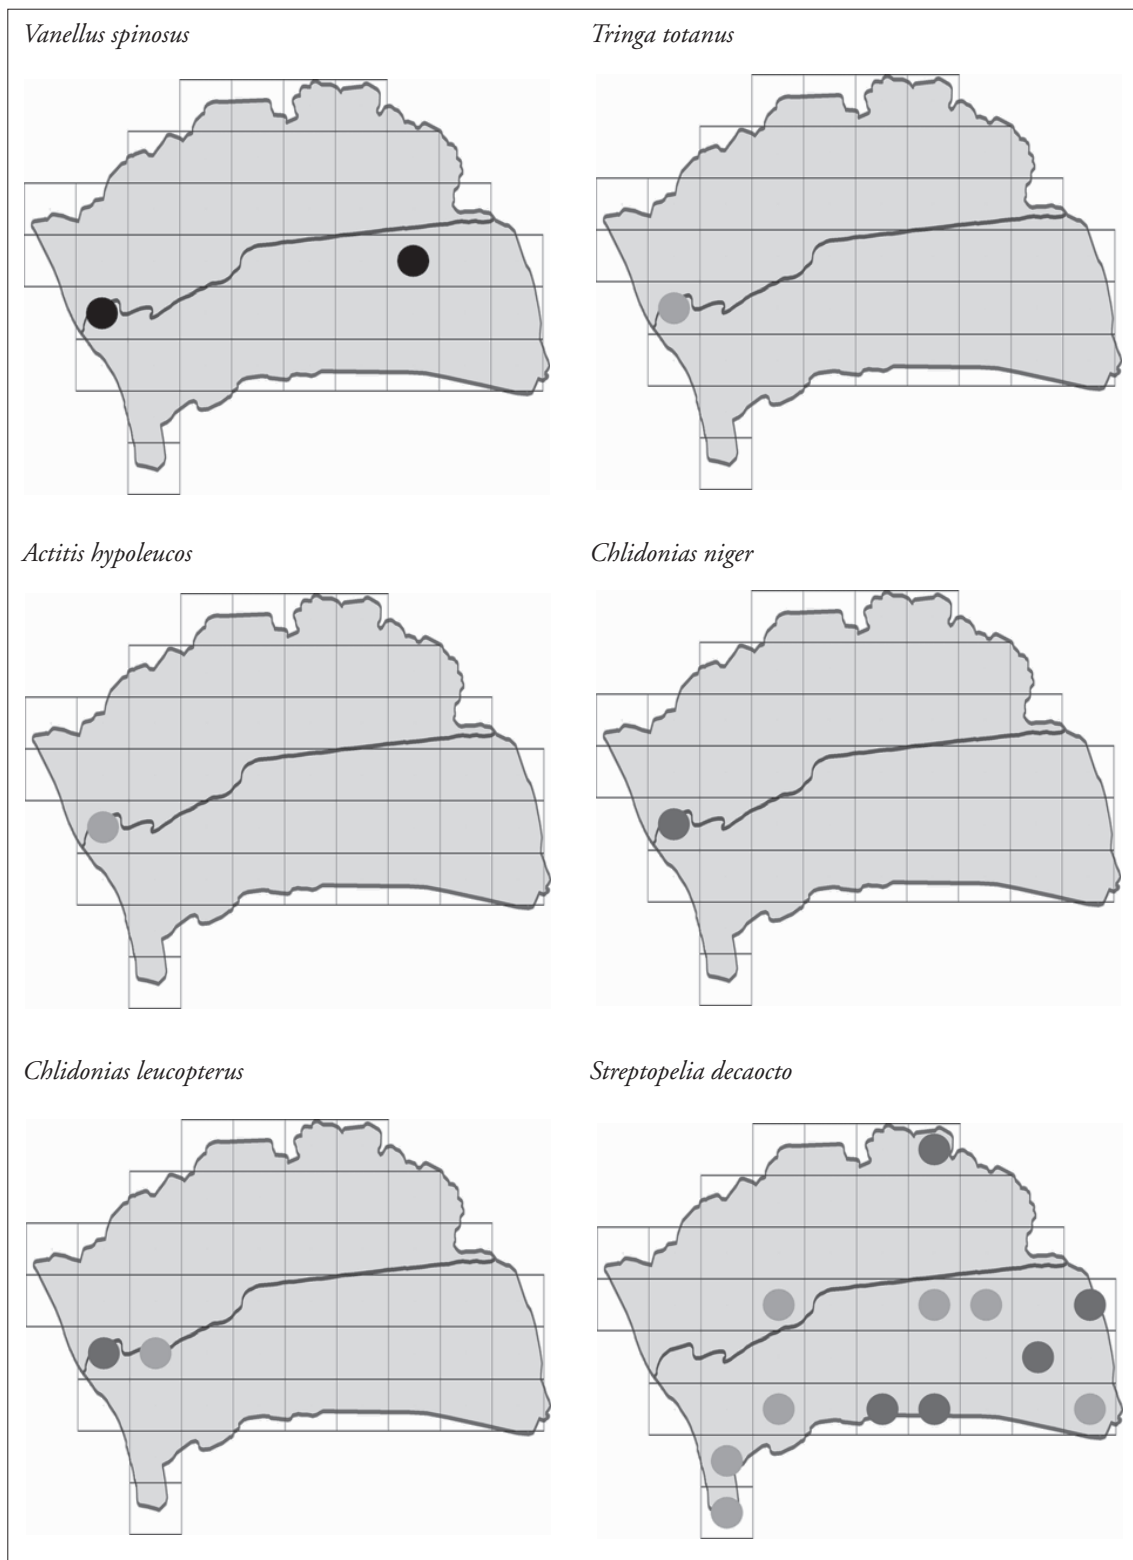 Vanellus spinosus
Tringa totanus
Actitis hypoleucos
Chlidonias niger
Chlidonias leucopterus
Streptopelia decaocto